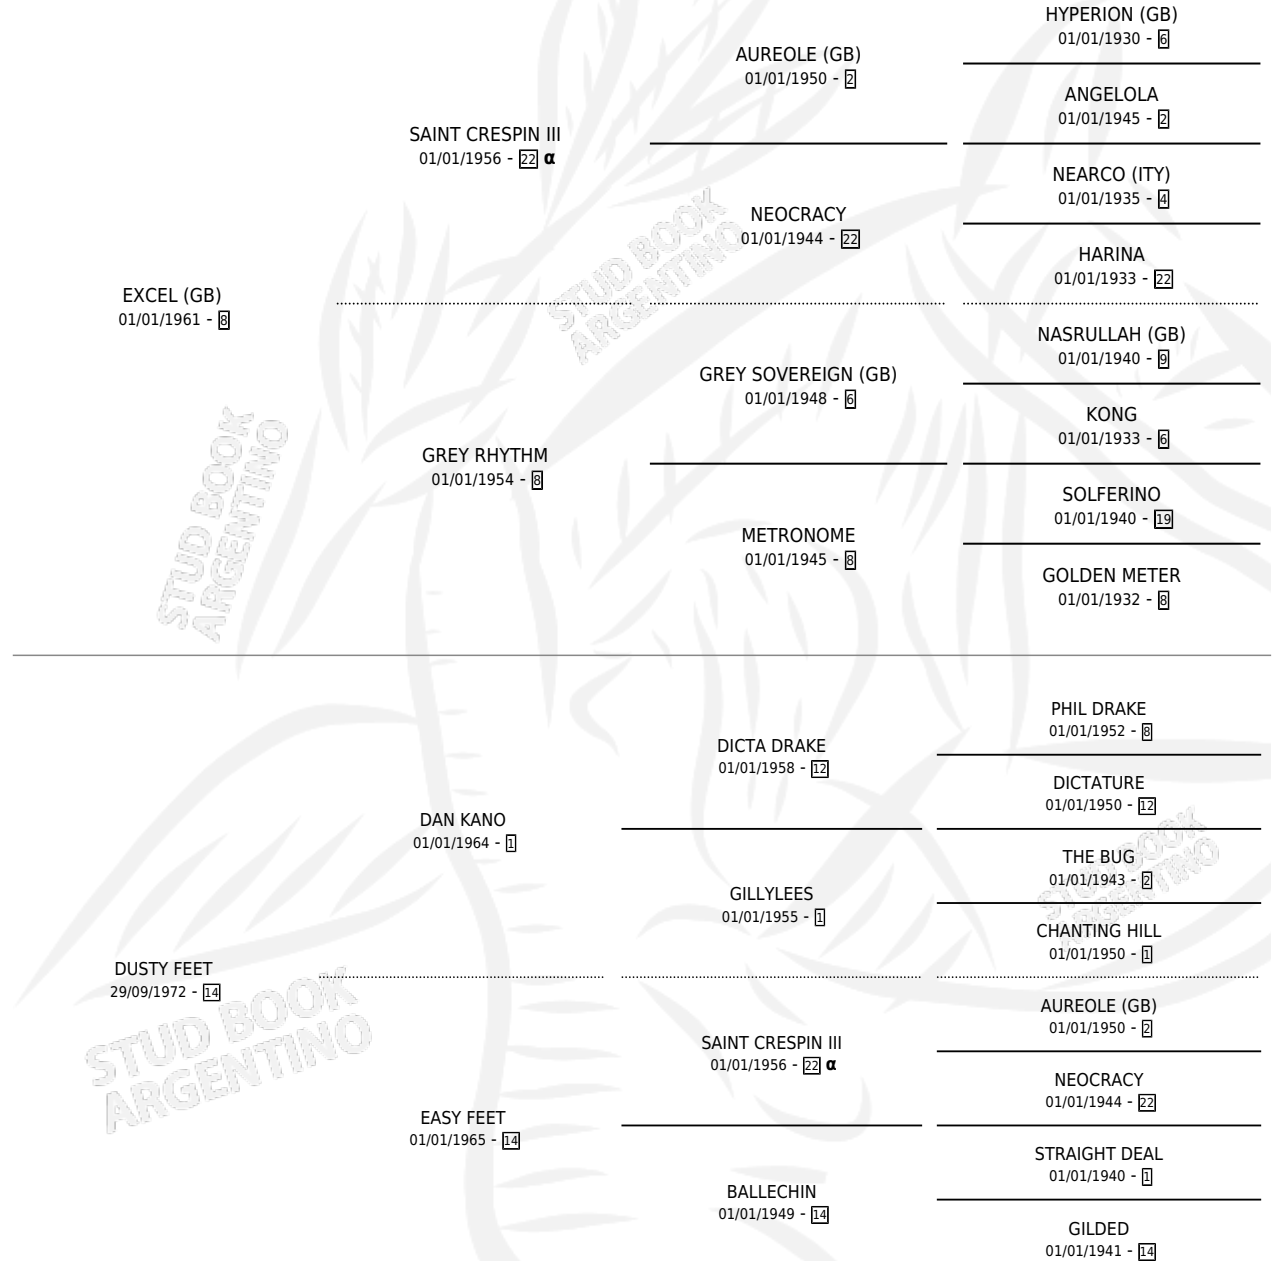 HYPERION (GB)
01/01/1930 - 6
AUREOLE (GB)
01/01/1950 - 2
ANGELOLA
01/01/1945 - 2
SAINT CRESPIN III
01/01/1956 - 22 α
NEARCO (ITY)
01/01/1935 - 4
NEOCRACY
01/01/1944 - 22
HARINA
01/01/1933 - 22
EXCEL (GB)
01/01/1961 - 8
NASRULLAH (GB)
01/01/1940 - 9
GREY SOVEREIGN (GB)
01/01/1948 - 6
KONG
01/01/1933 - 6
GREY RHYTHM
01/01/1954 - 8
SOLFERINO
01/01/1940 - 19
METRONOME
01/01/1945 - 8
GOLDEN METER
01/01/1932 - 8
PHIL DRAKE
01/01/1952 - 8
DICTA DRAKE
01/01/1958 - 12
DICTATURE
01/01/1950 - 12
DAN KANO
01/01/1964 - 1
THE BUG
01/01/1943 - 2
GILLYLEES
01/01/1955 - 1
CHANTING HILL
01/01/1950 - 1
DUSTY FEET
29/09/1972 - 14
AUREOLE (GB)
01/01/1950 - 2
SAINT CRESPIN III
01/01/1956 - 22 α
NEOCRACY
01/01/1944 - 22
EASY FEET
01/01/1965 - 14
STRAIGHT DEAL
01/01/1940 - 1
BALLECHIN
01/01/1949 - 14
GILDED
01/01/1941 - 14
STUD BOOK
ARGENTINO
STUD BOOK
ARGENTINO
STUD BOOK
ARGENTINO
STUD BOOK
ARGENTINO